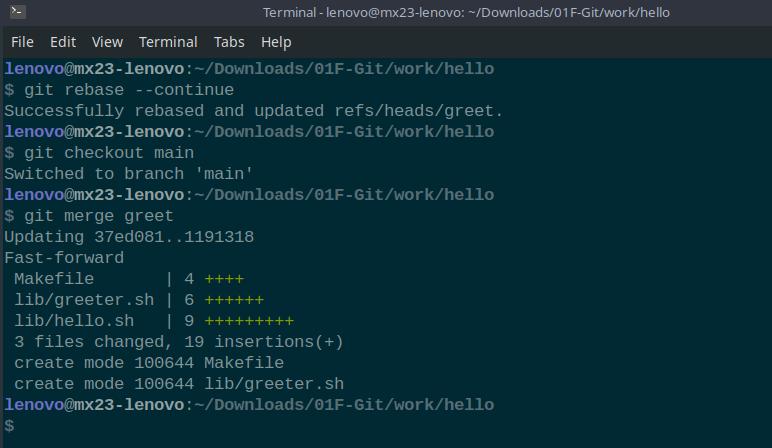 Terminal - lenovo@mx23-lenovo: ~/Downloads/01F-Git/work/hello
File Edit View Terminal Tabs Help
lenovo@mx23-lenovo:~/Downloads/01F-Git/work/hello
$ git rebase --continue
Successfully rebased and updated refs/heads/greet.
lenovo@mx23-lenovo:~/Downloads/01F-Git/work/hello
$ git checkout main
Switched to branch 'main'
lenovo@mx23-lenovo:~/Downloads/01F-Git/work/hello
$ git merge greet
Updating 37ed081..1191318
Fast-forward
 Makefile       | 4 ++++
 lib/greeter.sh | 6 ++++++
 lib/hello.sh   | 9 +++++++++
 3 files changed, 19 insertions(+)
 create mode 100644 Makefile
 create mode 100644 lib/greeter.sh
lenovo@mx23-lenovo:~/Downloads/01F-Git/work/hello
$